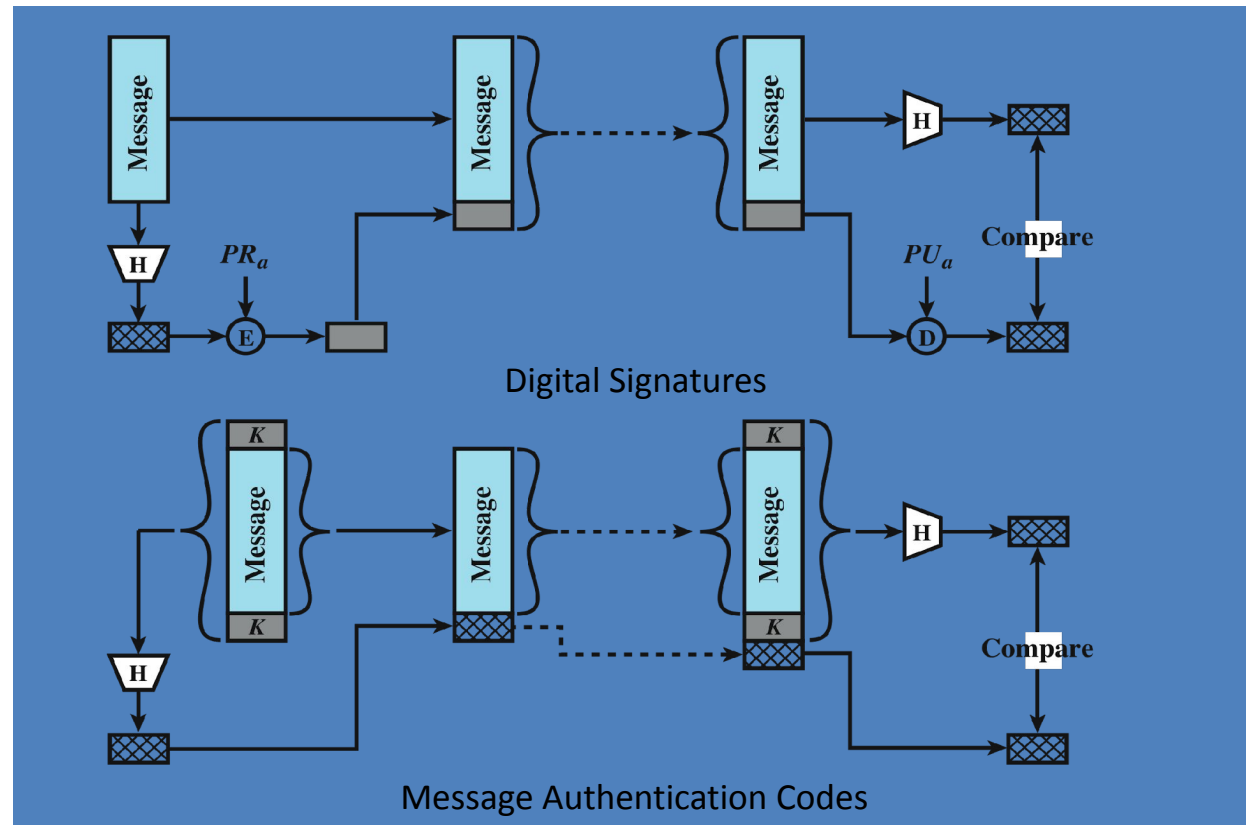 Message
Message
Message
H
Compare
H
PRₐ
PUₐ
E
D
Digital Signatures
K
K
Message
Message
Message
H
K
K
H
Compare
Message Authentication Codes